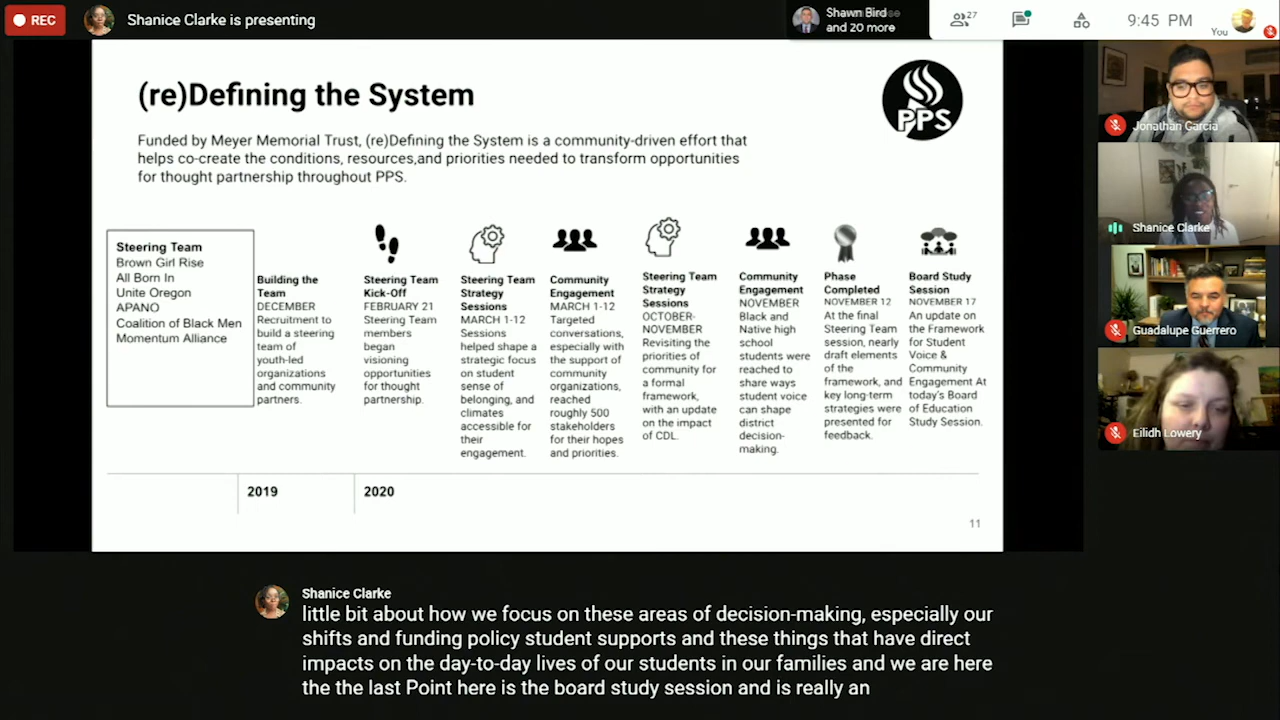 REC
Shanice Clarke is presenting
Shawn Bird
and 20 more
27
9:45 PM
You
(re)Defining the System
PPS
Funded by Meyer Memorial Trust, (re)Defining the System is a community-driven effort that
helps co-create the conditions, resources,and priorities needed to transform opportunities
for thought partnership throughout PPS.
Steering Team
Brown Girl Rise
All Born In
Unite Oregon
APANO
Coalition of Black Men
Momentum Alliance
Building the
Team
DECEMBER
Recruitment to
build a steering
team of
youth-led
organizations
and community
partners.
Steering Team
Kick-Off
FEBRUARY 21
Steering Team
members
began
visioning
opportunities
for thought
partnership.
Steering Team
Strategy
Sessions
MARCH 1-12
Sessions
helped shape a
strategic focus
on student
sense of
belonging, and
climates
accessible for
their
engagement.
Community
Engagement
MARCH 1-12
Targeted
conversations,
especially with
the support of
community
organizations,
reached
roughly 500
stakeholders
for their hopes
and priorities.
Steering Team
Strategy
Sessions
OCTOBER-
NOVEMBER
Revisiting the
priorities of
community for
a formal
framework,
with an update
on the impact
of CDL.
Community
Engagement
NOVEMBER
Black and
Native high
school
students were
reached to
share ways
student voice
can shape
district
decision-
making.
Phase
Completed
NOVEMBER 12
At the final
Steering Team
session, nearly
draft elements
of the
framework, and
key long-term
strategies were
presented for
feedback.
Board Study
Session
NOVEMBER 17
An update on
the Framework
for Student
Voice &
Community
Engagement At
today's Board
of Education
Study Session.
2019
2020
11
Jonathan Garcia
Shanice Clarke
Guadalupe Guerrero
Eilidh Lowery
Shanice Clarke
little bit about how we focus on these areas of decision-making, especially our
shifts and funding policy student supports and these things that have direct
impacts on the day-to-day lives of our students in our families and we are here
the the last Point here is the board study session and is really an